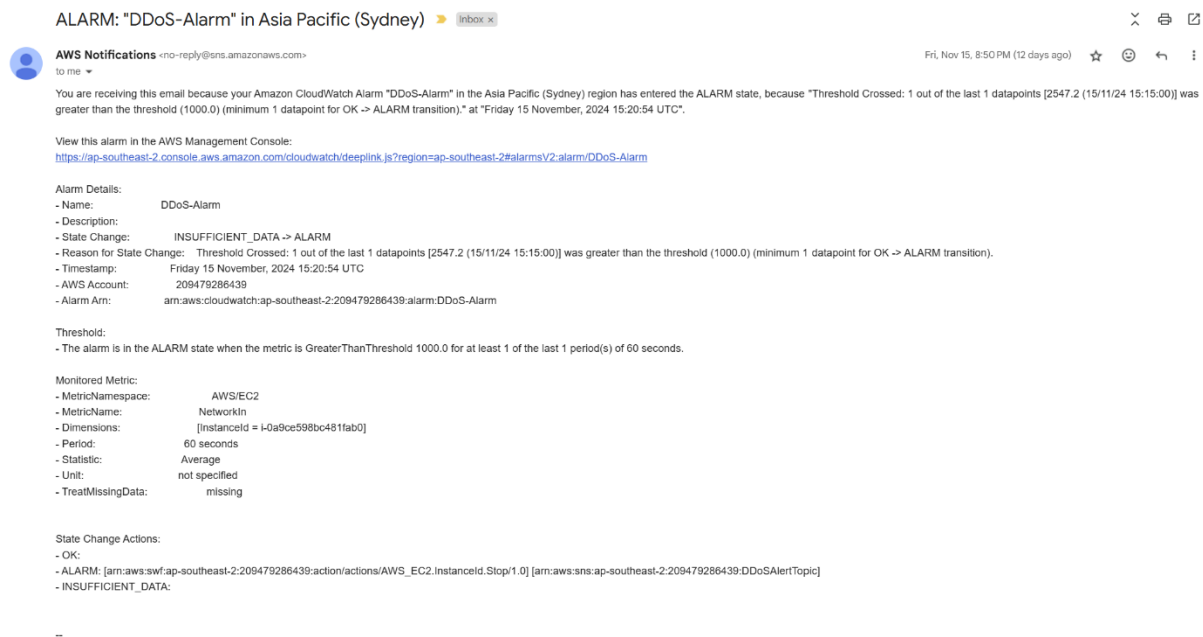 ALARM: "DDoS-Alarm" in Asia Pacific (Sydney) Inbox ×
AWS Notifications <no-reply@sns.amazonaws.com> Fri, Nov 15, 8:50 PM (12 days ago)
to me
You are receiving this email because your Amazon CloudWatch Alarm "DDoS-Alarm" in the Asia Pacific (Sydney) region has entered the ALARM state, because "Threshold Crossed: 1 out of the last 1 datapoints [2547.2 (15/11/24 15:15:00)] was
greater than the threshold (1000.0) (minimum 1 datapoint for OK -> ALARM transition)." at "Friday 15 November, 2024 15:20:54 UTC".
View this alarm in the AWS Management Console:
https://ap-southeast-2.console.aws.amazon.com/cloudwatch/deeplink.js?region=ap-southeast-2#alarmsV2:alarm/DDoS-Alarm
Alarm Details:
- Name: DDoS-Alarm
- Description:
- State Change: INSUFFICIENT_DATA -> ALARM
- Reason for State Change: Threshold Crossed: 1 out of the last 1 datapoints [2547.2 (15/11/24 15:15:00)] was greater than the threshold (1000.0) (minimum 1 datapoint for OK -> ALARM transition).
- Timestamp: Friday 15 November, 2024 15:20:54 UTC
- AWS Account: 209479286439
- Alarm Arn: arn:aws:cloudwatch:ap-southeast-2:209479286439:alarm:DDoS-Alarm
Threshold:
- The alarm is in the ALARM state when the metric is GreaterThanThreshold 1000.0 for at least 1 of the last 1 period(s) of 60 seconds.
Monitored Metric:
- MetricNamespace: AWS/EC2
- MetricName: NetworkIn
- Dimensions: [InstanceId = i-0a9ce598bc481fab0]
- Period: 60 seconds
- Statistic: Average
- Unit: not specified
- TreatMissingData: missing
State Change Actions:
- OK:
- ALARM: [arn:aws:swf:ap-southeast-2:209479286439:action/actions/AWS_EC2.InstanceId.Stop/1.0] [arn:aws:sns:ap-southeast-2:209479286439:DDoSAlertTopic]
- INSUFFICIENT_DATA:
--